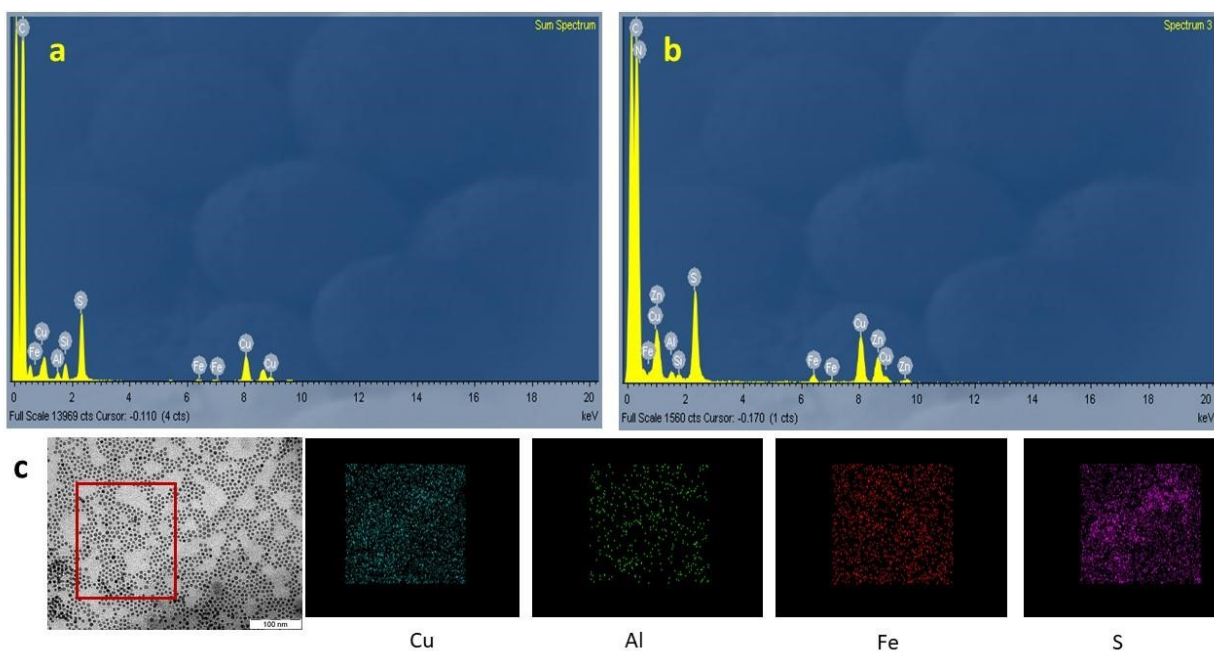 a
Sum Spectrum
C
Fe
Cu
Al
Si
S
Fe
Fe
Cu
Cu
0 2 4 6 8 10 12 14 16 18 20
Full Scale 13969 cts Cursor: -0.110 (4 cts)
keV
b
Spectrum 3
C
N
Fe
Zn
Cu
Al
Si
S
Fe
Fe
Cu
Zn
Cu
Zn
0 2 4 6 8 10 12 14 16 18 20
Full Scale 1560 cts Cursor: -0.170 (1 cts)
keV
c
100 nm
Cu
Al
Fe
S